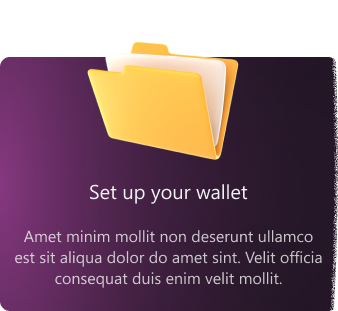 Set up your wallet
Amet minim mollit non deserunt ullamco
est sit aliqua dolor do amet sint. Velit officia
consequat duis enim velit mollit.